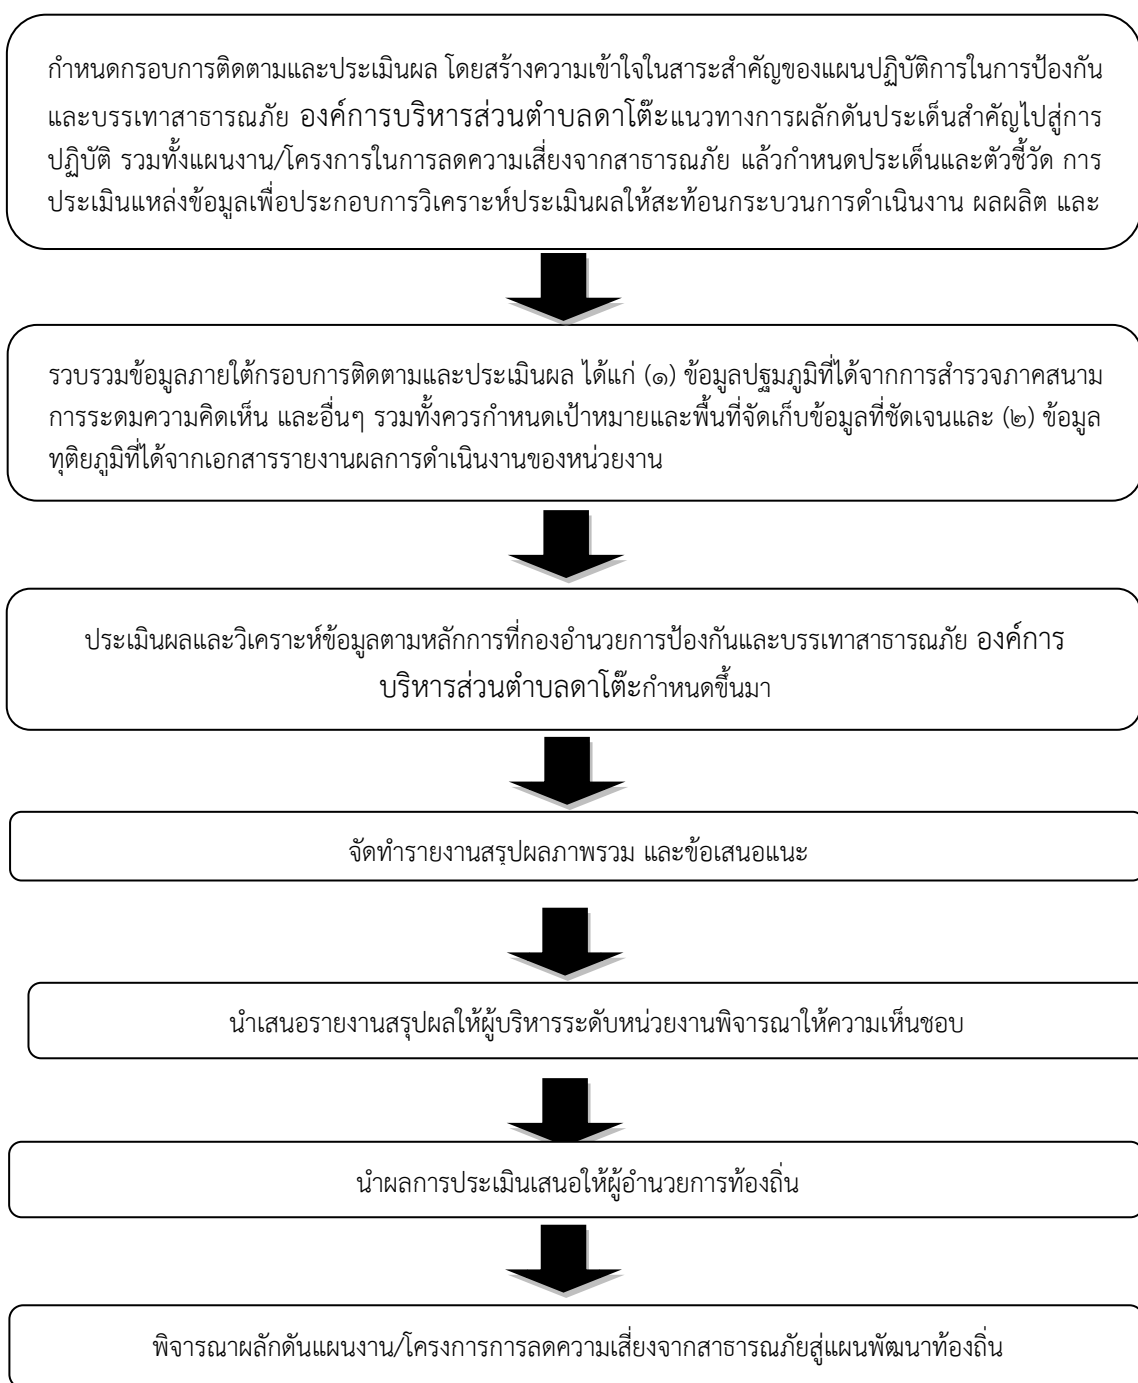 กำหนดกรอบการติดตามและประเมินผล โดยสร้างความเข้าใจในสาระสำคัญของแผนปฏิบัติการในการป้องกัน
และบรรเทาสาธารณภัย องค์การบริหารส่วนตำบลดาโต๊ะแนวทางการผลักดันประเด็นสำคัญไปสู่การ
ปฏิบัติ รวมทั้งแผนงาน/โครงการในการลดความเสี่ยงจากสาธารณภัย แล้วกำหนดประเด็นและตัวชี้วัด การ
ประเมินแหล่งข้อมูลเพื่อประกอบการวิเคราะห์ประเมินผลให้สะท้อนกระบวนการดำเนินงาน ผลผลิต และ
รวบรวมข้อมูลภายใต้กรอบการติดตามและประเมินผล ได้แก่ (๑) ข้อมูลปฐมภูมิที่ได้จากการสำรวจภาคสนาม
การระดมความคิดเห็น และอื่นๆ รวมทั้งควรกำหนดเป้าหมายและพื้นที่จัดเก็บข้อมูลที่ชัดเจนและ (๒) ข้อมูล
ทุติยภูมิที่ได้จากเอกสารรายงานผลการดำเนินงานของหน่วยงาน
ประเมินผลและวิเคราะห์ข้อมูลตามหลักการที่กองอำนวยการป้องกันและบรรเทาสาธารณภัย องค์การ
บริหารส่วนตำบลดาโต๊ะกำหนดขึ้นมา
จัดทำรายงานสรุปผลภาพรวม และข้อเสนอแนะ
นำเสนอรายงานสรุปผลให้ผู้บริหารระดับหน่วยงานพิจารณาให้ความเห็นชอบ
นำผลการประเมินเสนอให้ผู้อำนวยการท้องถิ่น
พิจารณาผลักดันแผนงาน/โครงการการลดความเสี่ยงจากสาธารณภัยสู่แผนพัฒนาท้องถิ่น